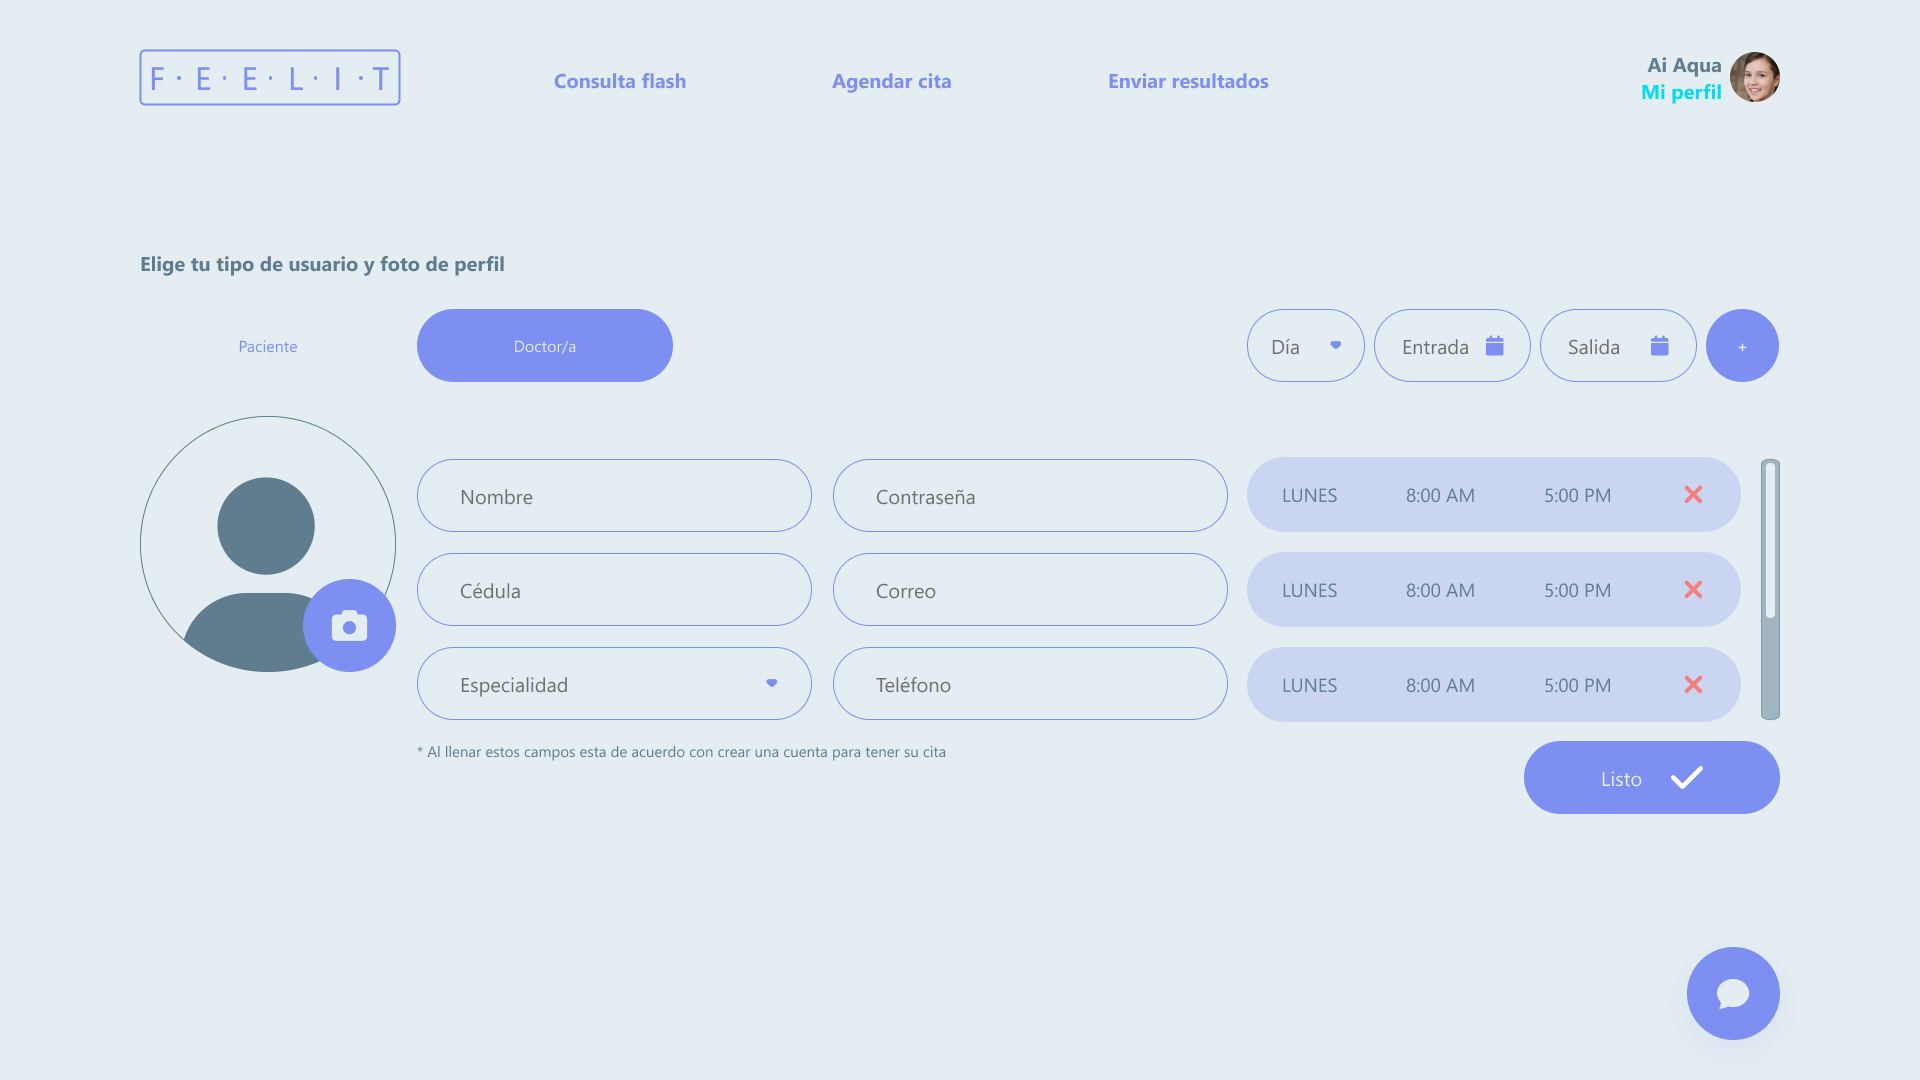 F·E·E·L·I·T
Consulta flash
Agendar cita
Enviar resultados
Ai Aqua
Mi perfil
Elige tu tipo de usuario y foto de perfil
Paciente
Doctor/a
Día
Entrada
Salida
+
Nombre
Contraseña
LUNES 8:00 AM 5:00 PM
Cédula
Correo
LUNES 8:00 AM 5:00 PM
Especialidad
Teléfono
LUNES 8:00 AM 5:00 PM
* Al llenar estos campos esta de acuerdo con crear una cuenta para tener su cita
Listo